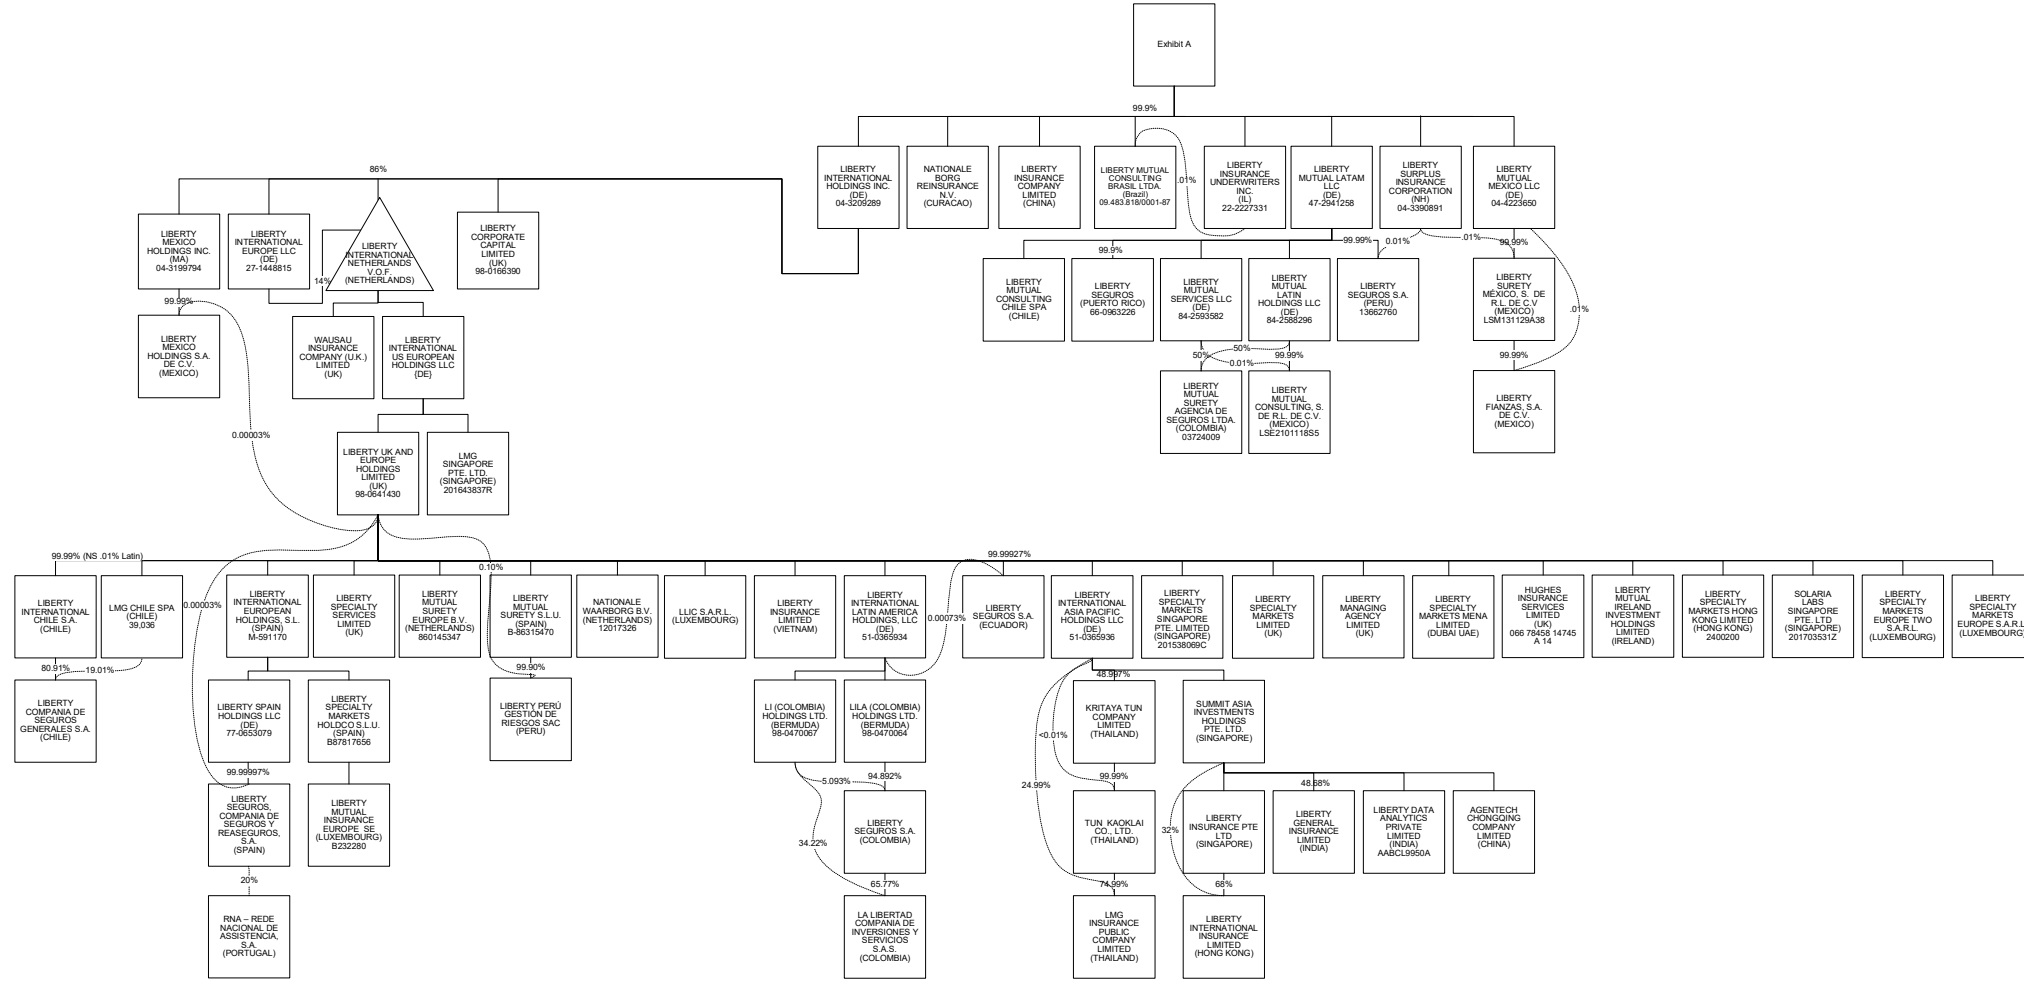 Exhibit A
99.9%
LIBERTY
INTERNATIONAL
HOLDINGS INC.
(DE)
04-3209289
NATIONALE
BORG
REINSURANCE
N.V.
(CURACAO)
LIBERTY
INSURANCE
COMPANY
LIMITED
(CHINA)
LIBERTY MUTUAL
CONSULTING
BRASIL LTDA.
(Brazil)
09.483.818/0001-87
.01%
LIBERTY
INSURANCE
UNDERWRITERS
INC.
(IL)
22-2227331
LIBERTY
MUTUAL LATAM
LLC
(DE)
47-2941258
LIBERTY
SURPLUS
INSURANCE
CORPORATION
(NH)
04-3390891
LIBERTY
MUTUAL
MEXICO LLC
(DE)
04-4223650
86%
LIBERTY
MEXICO
HOLDINGS INC.
(MA)
04-3199794
LIBERTY
INTERNATIONAL
EUROPE LLC
(DE)
27-1448815
14%
LIBERTY
INTERNATIONAL
NETHERLANDS
V.O.F.
(NETHERLANDS)
LIBERTY
CORPORATE
CAPITAL
LIMITED
(UK)
98-0166390
99.9%
99.99%
0.01%
.01%
99.99%
LIBERTY
MUTUAL
CONSULTING
CHILE SPA
(CHILE)
LIBERTY
SEGUROS
(PUERTO RICO)
66-0963226
LIBERTY
MUTUAL
SERVICES LLC
(DE)
84-2593582
LIBERTY
MUTUAL
LATIN
HOLDINGS LLC
(DE)
84-2588296
LIBERTY
SEGUROS S.A.
(PERU)
13662760
LIBERTY
SURETY
MÉXICO, S. DE
R.L. DE C.V
(MEXICO)
LSM131129A38
.01%
99.99%
LIBERTY
MEXICO
HOLDINGS S.A.
DE C.V.
(MEXICO)
WAUSAU
INSURANCE
COMPANY (U.K.)
LIMITED
(UK)
LIBERTY
INTERNATIONAL
US EUROPEAN
HOLDINGS LLC
{DE}
50%
50%
0.01%
99.99%
99.99%
LIBERTY
MUTUAL
SURETY
AGENCIA DE
SEGUROS LTDA.
(COLOMBIA)
03724009
LIBERTY
MUTUAL
CONSULTING, S.
DE R.L. DE C.V.
(MEXICO)
LSE2101118S5
LIBERTY
FIANZAS, S.A.
DE C.V.
(MEXICO)
0.00003%
LIBERTY UK AND
EUROPE
HOLDINGS
LIMITED
(UK)
98-0641430
LMG
SINGAPORE
PTE. LTD.
(SINGAPORE)
201643837R
99.99% (NS .01% Latin)
99.99927%
0.00003%
0.10%
0.00073%
LIBERTY
INTERNATIONAL
CHILE S.A.
(CHILE)
LMG CHILE SPA
(CHILE)
39,036
LIBERTY
INTERNATIONAL
EUROPEAN
HOLDINGS, S.L.
(SPAIN)
M-591170
LIBERTY
SPECIALTY
SERVICES
LIMITED
(UK)
LIBERTY
MUTUAL
SURETY
EUROPE B.V.
(NETHERLANDS)
860145347
LIBERTY
MUTUAL
SURETY S.L.U.
(SPAIN)
B-86315470
NATIONALE
WAARBORG B.V.
(NETHERLANDS)
12017326
LLIC S.A.R.L.
(LUXEMBOURG)
LIBERTY
INSURANCE
LIMITED
(VIETNAM)
LIBERTY
INTERNATIONAL
LATIN AMERICA
HOLDINGS, LLC
(DE)
51-0365934
LIBERTY
SEGUROS S.A.
(ECUADOR)
LIBERTY
INTERNATIONAL
ASIA PACIFIC
HOLDINGS LLC
(DE)
51-0365936
LIBERTY
SPECIALTY
MARKETS
SINGAPORE
PTE. LIMITED
(SINGAPORE)
201538069C
LIBERTY
SPECIALTY
MARKETS
LIMITED
(UK)
LIBERTY
MANAGING
AGENCY
LIMITED
(UK)
LIBERTY
SPECIALTY
MARKETS MENA
LIMITED
(DUBAI UAE)
HUGHES
INSURANCE
SERVICES
LIMITED
(UK)
066 78458 14745
A 14
LIBERTY
MUTUAL
IRELAND
INVESTMENT
HOLDINGS
LIMITED
(IRELAND)
LIBERTY
SPECIALTY
MARKETS HONG
KONG LIMITED
(HONG KONG)
2400200
SOLARIA
LABS
SINGAPORE
PTE. LTD
(SINGAPORE)
201703531Z
LIBERTY
SPECIALTY
MARKETS
EUROPE TWO
S.A.R.L.
(LUXEMBOURG)
LIBERTY
SPECIALTY
MARKETS
EUROPE S.A.R.L.
(LUXEMBOURG)
80.91%
19.01%
99.90%
48.997%
LIBERTY
COMPANIA DE
SEGUROS
GENERALES S.A.
(CHILE)
LIBERTY SPAIN
HOLDINGS LLC
(DE)
77-0653079
LIBERTY
SPECIALTY
MARKETS
HOLDCO S.L.U.
(SPAIN)
B87817656
LIBERTY PERÚ
GESTIÓN DE
RIESGOS SAC
(PERU)
LI (COLOMBIA)
HOLDINGS LTD.
(BERMUDA)
98-0470067
LILA (COLOMBIA)
HOLDINGS LTD.
(BERMUDA)
98-0470064
KRITAYA TUN
COMPANY
LIMITED
(THAILAND)
SUMMIT ASIA
INVESTMENTS
HOLDINGS
PTE. LTD.
(SINGAPORE)
<0.01%
99.99997%
5.093%
94.892%
24.99%
99.99%
48.68%
LIBERTY
SEGUROS,
COMPANIA DE
SEGUROS Y
REASEGUROS,
S.A.
(SPAIN)
LIBERTY
MUTUAL
INSURANCE
EUROPE SE
(LUXEMBOURG)
B232280
LIBERTY
SEGUROS S.A.
(COLOMBIA)
TUN KAOKLAI
CO., LTD.
(THAILAND)
32%
LIBERTY
INSURANCE PTE
LTD
(SINGAPORE)
LIBERTY
GENERAL
INSURANCE
LIMITED
(INDIA)
LIBERTY DATA
ANALYTICS
PRIVATE
LIMITED
(INDIA)
AABCL9950A
AGENTECH
CHONGQING
COMPANY
LIMITED
(CHINA)
34.22%
20%
65.77%
74.99%
68%
RNA – REDE
NACIONAL DE
ASSISTENCIA,
S.A.
(PORTUGAL)
LA LIBERTAD
COMPANIA DE
INVERSIONES Y
SERVICIOS
S.A.S.
(COLOMBIA)
LMG
INSURANCE
PUBLIC
COMPANY
LIMITED
(THAILAND)
LIBERTY
INTERNATIONAL
INSURANCE
LIMITED
(HONG KONG)